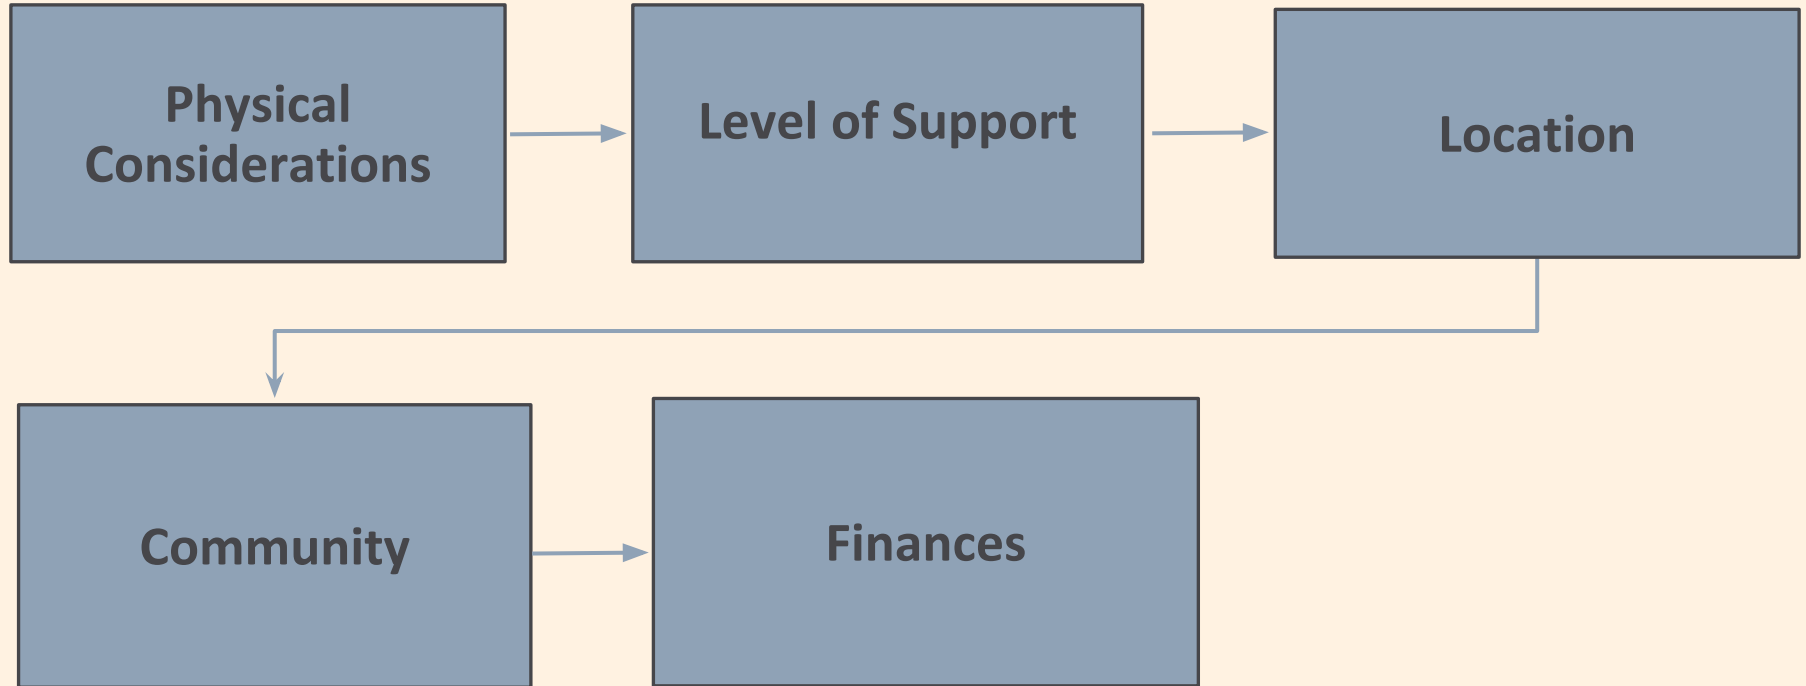 Physical
Considerations
Level of Support
Location
Community
Finances